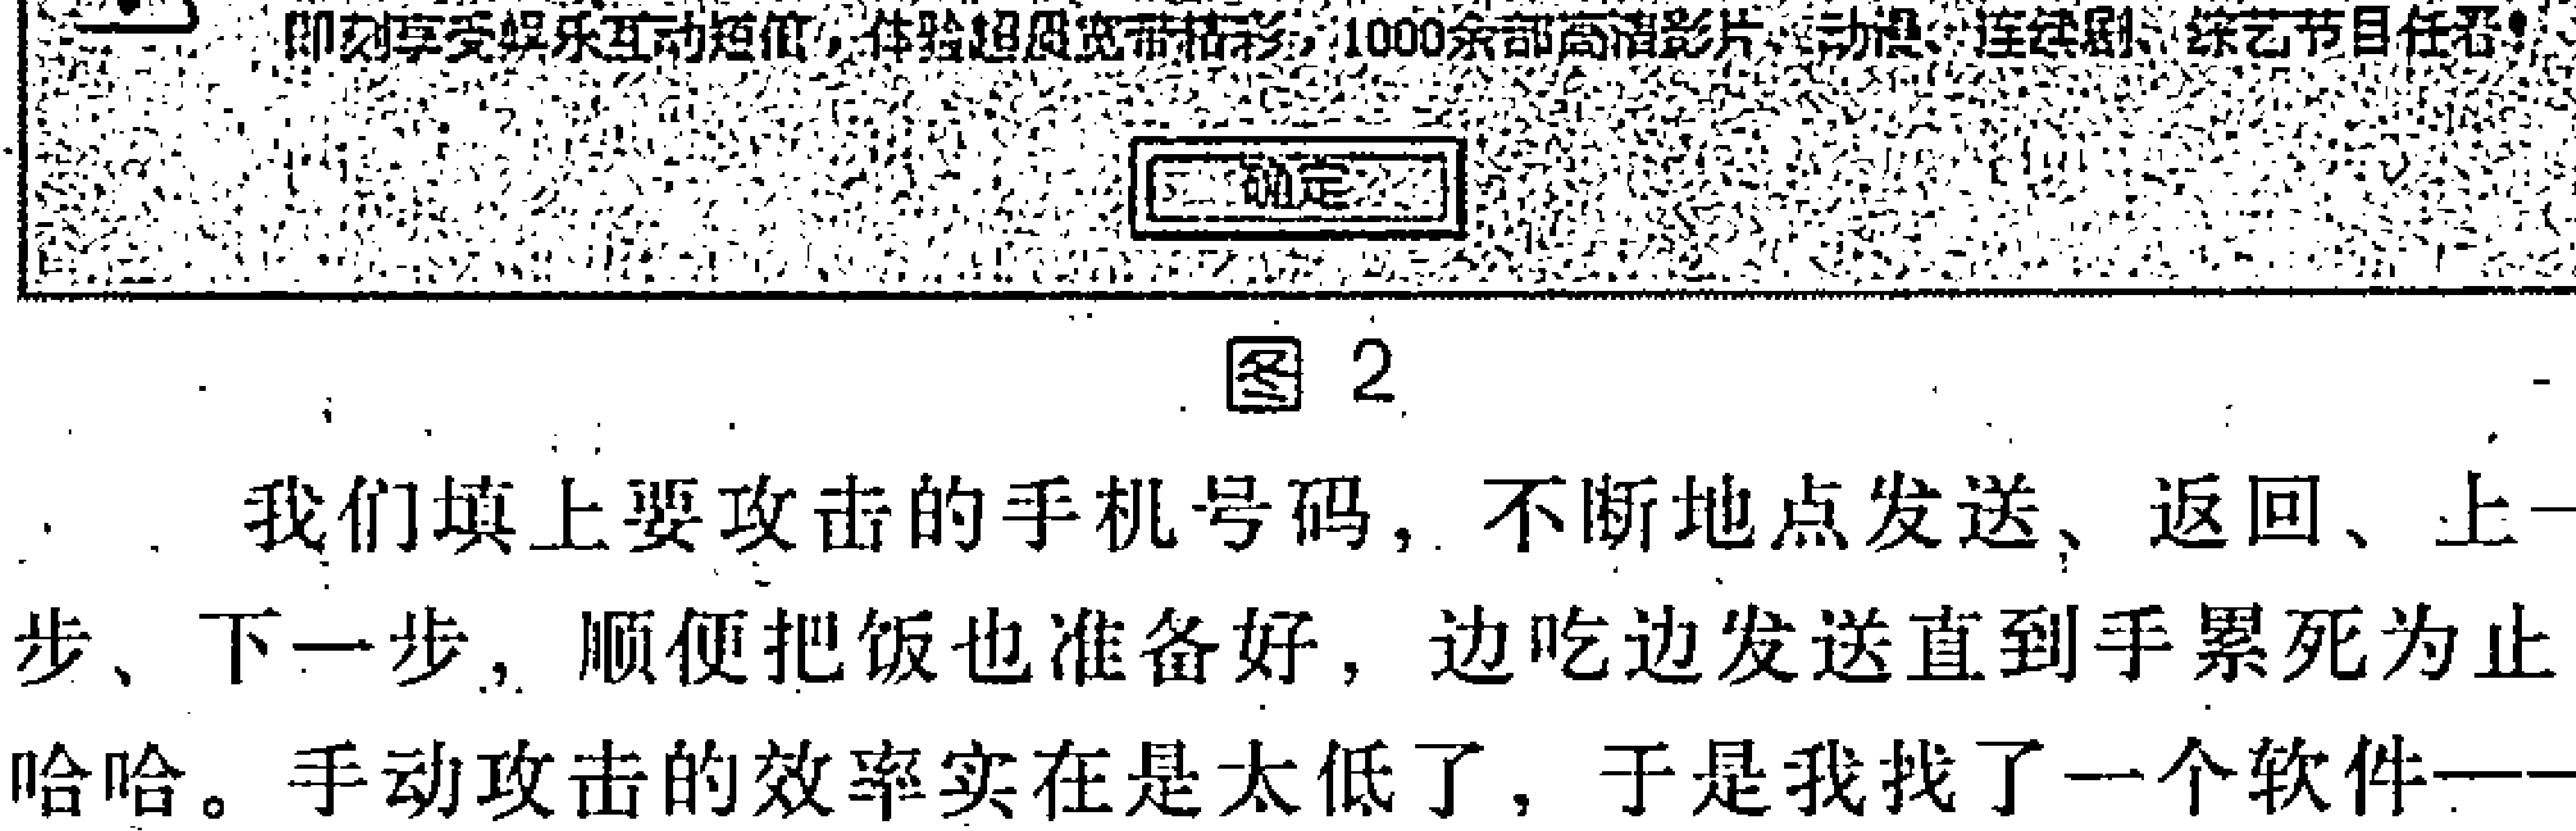 即刻享受娱乐互动短信,体验超周宽带精彩,1000余部高清影片、动漫、连续剧、综艺节目任看!
确定
图 2
我们填上要攻击的手机号码，不断地点发送、返回、上一
步、下一步，顺便把饭也准备好，边吃边发送直到手累死为止
哈哈。手动攻击的效率实在是太低了，于是我找了一个软件——